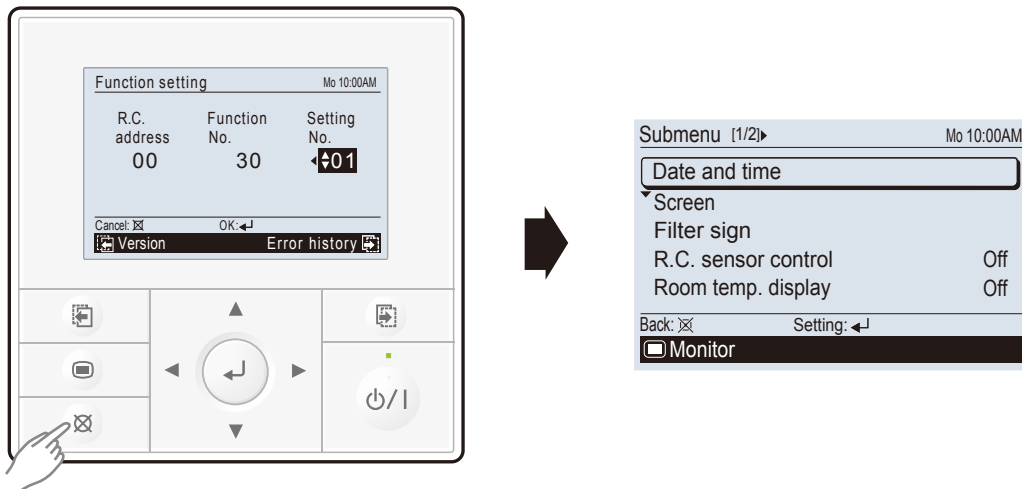 Function setting Mo 10:00AM
R.C. address Function No. Setting No.
00 30 01
Cancel: OK:
Version Error history
Submenu [1/2] Mo 10:00AM
Date and time
Screen
Filter sign
R.C. sensor control Off
Room temp. display Off
Back: Setting:
Monitor